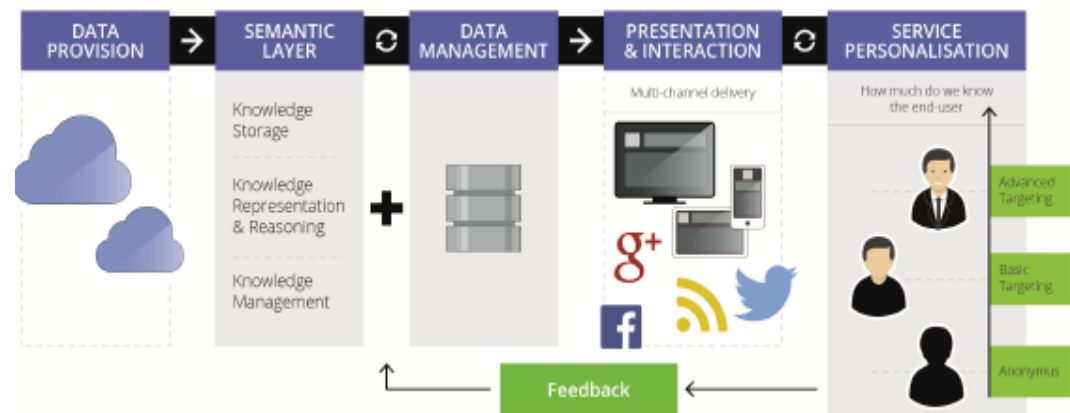 DATA
PROVISION
SEMANTIC
LAYER
DATA
MANAGEMENT
PRESENTATION
& INTERACTION
SERVICE
PERSONALISATION
Knowledge
Storage
Knowledge
Representation
& Reasoning
Knowledge
Management
Multi-channel delivery
g+
f
How much do we know
the end-user
Advanced
Targeting
Basic
Targeting
Anonymus
Feedback